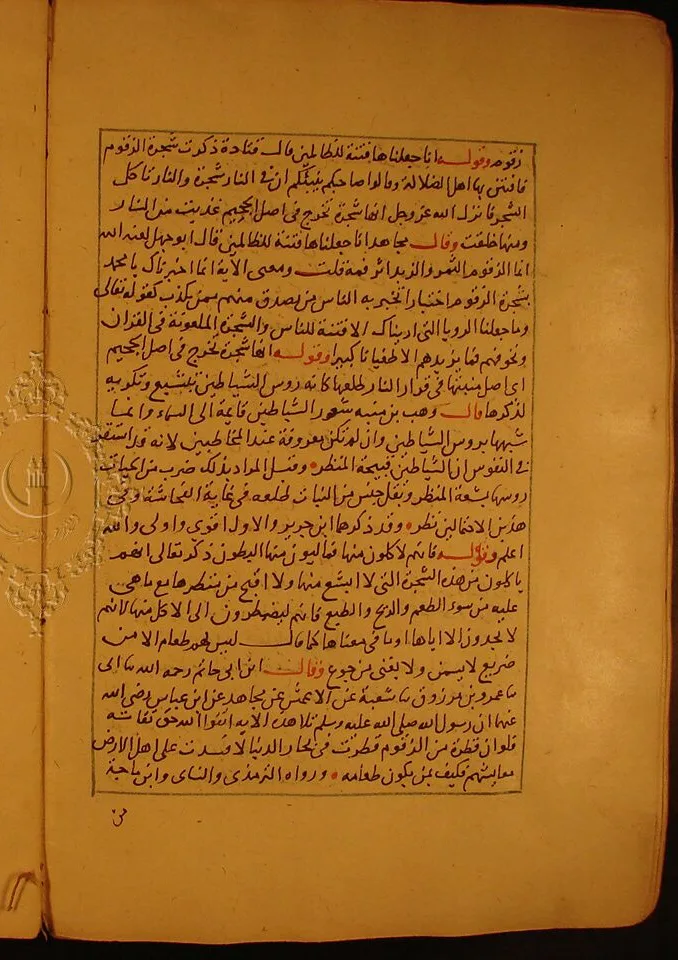 زقومه وقوله انا جعلناها فتنة للظالمين قال قتادة ذكرت شجرة الزقوم
فافتتن بها اهل الضلالة وقالوا صاحبكم ينبئكم ان في النار شجرة والنار تاكل
الشجر فانزل الله عز وجل انها شجرة تخرج في اصل الجحيم غذيت من النار
ومنها خلقت وقال مجاهد انا جعلناها فتنة للظالمين قال ابو جهل لعنه الله
انما الزقوم التمر والزبد اتزقمه قلت ومعنى الاية انما اخبرناك يا محمد
بشجرة الزقوم اختبارا تختبر به الناس من يصدق منهم ممن يكذب كقوله تعالى
وما جعلنا الرويا التي اريناك الا فتنة للناس والشجرة الملعونة في القران
ونخوفهم فما يزيدهم الا طغيانا كبيرا وقوله انها شجرة تخرج في اصل الجحيم
اي اصل منبتها في قرار النار طلعها كانه روس الشياطين تبشيع وتكريه
لذكرها قال وهب بن منبه شعور الشياطين قايمة الى السماء وانما
شبهها بروس الشياطين وان لم تكن معروفة عند المخاطبين لانه قد استقر
في النفوس ان الشياطين قبيحة المنظر وقيل المراد بذلك ضرب من الحيات
روسها بشعة المنظر وقيل جنس من النبات طلعه في غاية الفحاشة وفي
هذين الاحتمالين نظر وقد ذكرهما ابن جرير والاول اقوى واولى والله
اعلم وقوله فانهم لاكلون منها فماليون منها البطون ذكر تعالى انهم
ياكلون من هذه الشجرة التي لا ابشع منها ولا اقبح من منظرها مع ما هي
عليه من سوء الطعم والريح والطبع فانهم ليضطرون الى الاكل منها لانهم
لا يجدون الا اياها وما في معناها كما قال ليس لهم طعام الا من
ضريع لا يسمن ولا يغني من جوع وقال ابن ابي حاتم رحمه الله ثنا ابي
ثنا عمرو بن مرزوق ثنا شعبة عن الاعمش عن مجاهد عن ابن عباس رضي الله
عنهما ان رسول الله صلى الله عليه وسلم تلا هذه الاية اتقوا الله حق تقاته
فلو ان قطرة من الزقوم قطرت في بحار الدنيا لافسدت على اهل الارض
معايشهم فكيف بمن يكون طعامه ورواه الترمذي والنساي وابن ماجة
من